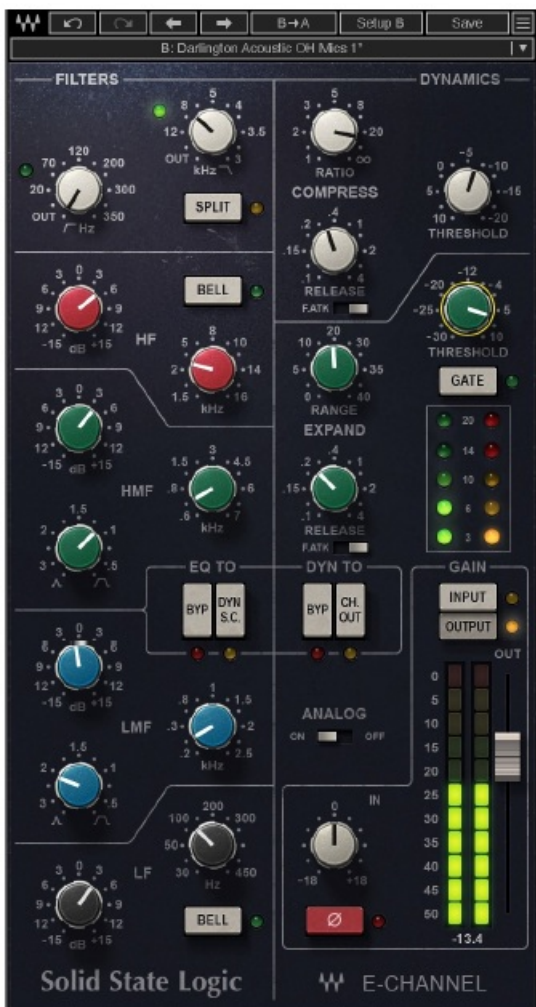 B→A Setup B Save
B: Darlington Acoustic OH Mics 1*
FILTERS DYNAMICS
5
8 4
12 3.5
OUT 3
kHz
120
70 200
20 300
OUT 350
Hz
SPLIT
3 5 8
2 20
1 ∞
RATIO
COMPRESS
.4
.2 1
.15 2
.1 4
RELEASE
F.ATK
-5
0 -10
5 -15
10 -20
THRESHOLD
0
3 3
6 6
9 9
12 12
-15 +15
dB
HF
BELL
8
5 10
2 14
1.5 16
kHz
-12
-20 -4
-25 5
-30 10
THRESHOLD
GATE
20
10 30
5 35
0 40
RANGE
EXPAND
.4
.2 1
.15 2
.1 4
RELEASE
F.ATK
20
14
10
6
3
0
3 3
6 6
9 9
12 12
-15 +15
dB
HMF
3
1.5 4.5
.8 6
.6 7
kHz
1.5
2 1
3 .5
EQ TO
BYP DYN S.C.
DYN TO
BYP CH. OUT
GAIN
INPUT
OUTPUT
OUT
0
3 3
6 6
9 9
12 12
-15 +15
dB
LMF
1
.8 1.5
.3 2
.2 2.5
kHz
1.5
2 1
3 .5
ANALOG
ON OFF
0
5
10
15
20
25
30
35
40
45
50
-13.4
IN
0
-18 +18
Ø
200
100 300
50
30 450
Hz
LF
0
3 3
6 6
9 9
12 12
-15 +15
dB
BELL
Solid State Logic
E-CHANNEL